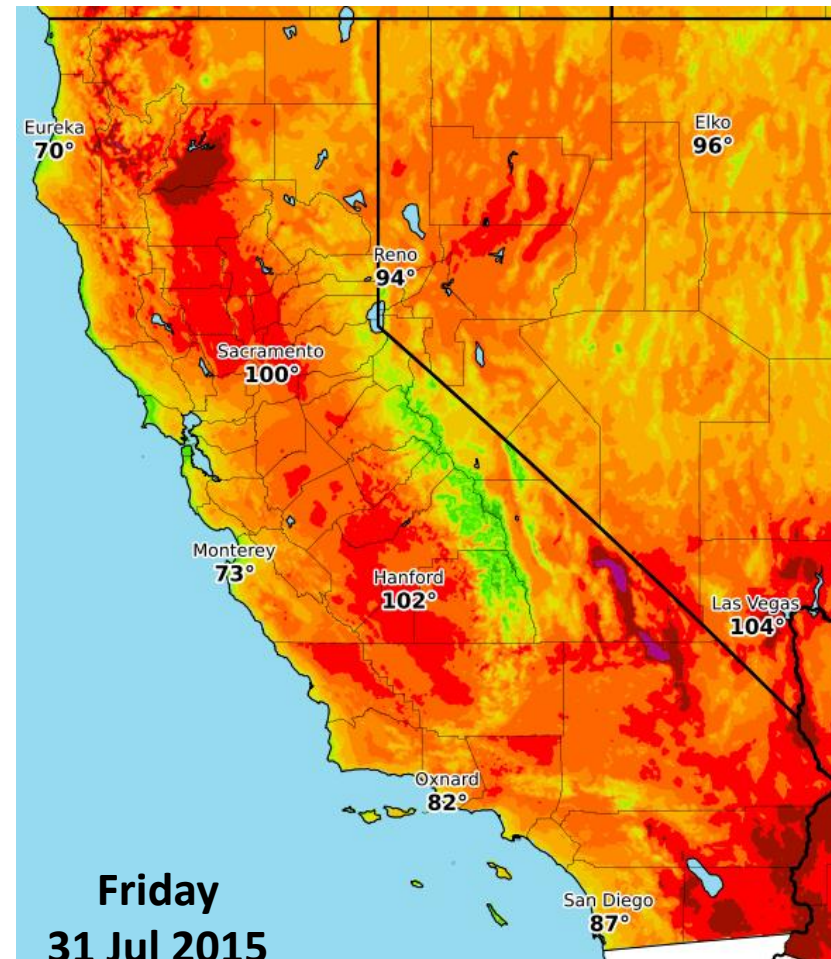 Eureka
70°
Elko
96°
Reno
94°
Sacramento
100°
Monterey
73°
Hanford
102°
Las Vegas
104°
Oxnard
82°
San Diego
87°
Friday
31 Jul 2015